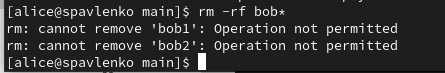 [alice@spavlenko main]$ rm -rf bob*
rm: cannot remove 'bob1': Operation not permitted
rm: cannot remove 'bob2': Operation not permitted
[alice@spavlenko main]$